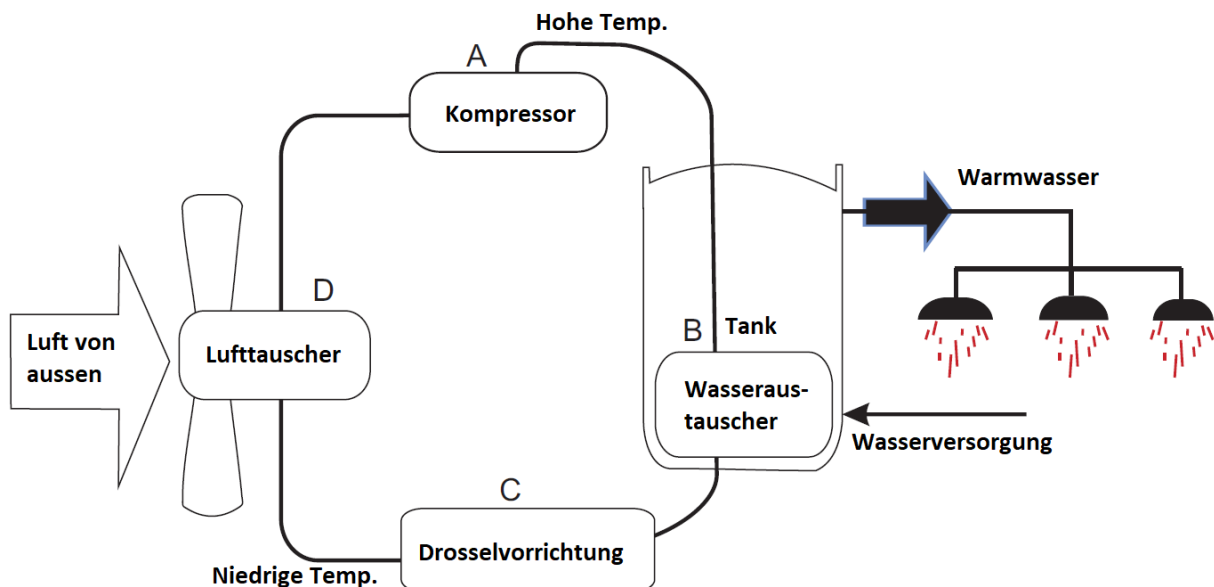 Hohe Temp.
A
Kompressor
Warmwasser
D
Luft von
aussen
Lufttauscher
B
Tank
Wasseraus-
tauscher
Wasserversorgung
C
Drosselvorrichtung
Niedrige Temp.